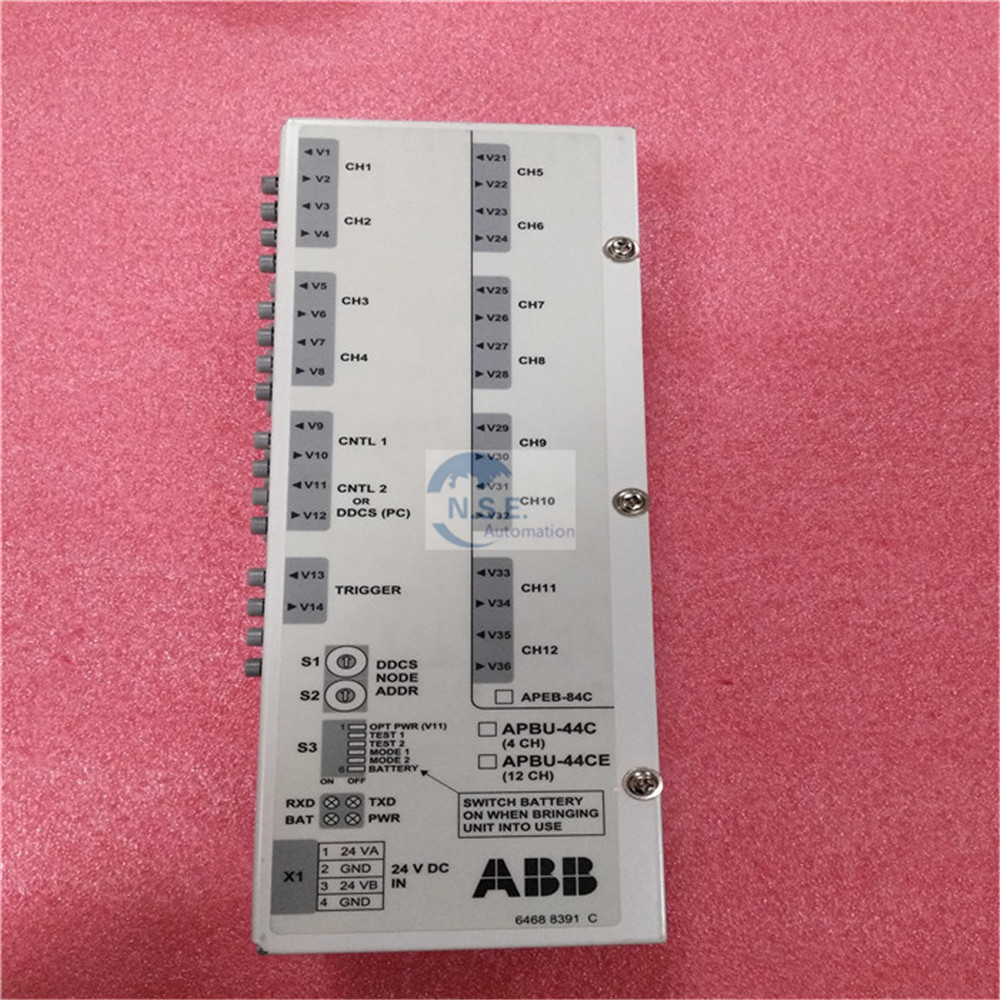 ◄ V1
CH1
► V2
◄ V3
CH2
► V4
◄ V5
CH3
► V6
◄ V7
CH4
► V8
◄ V9
CNTL 1
► V10
◄ V11
CNTL 2
OR
DDCS (PC)
► V12
◄ V13
TRIGGER
► V14
◄ V21
CH5
► V22
◄ V23
CH6
► V24
◄ V25
CH7
► V26
◄ V27
CH8
► V28
◄ V29
CH9
► V30
◄ V31
CH10
► V32
N.S.E.
Automation
◄ V33
CH11
► V34
◄ V35
CH12
► V36
APEB-84C
S1
S2
DDCS
NODE
ADDR
S3
1 OPT PWR (V11)
TEST 1
TEST 2
MODE 1
MODE 2
6 BATTERY
ON OFF
APBU-44C
(4 CH)
APBU-44CE
(12 CH)
RXD TXD
BAT PWR
SWITCH BATTERY
ON WHEN BRINGING
UNIT INTO USE
X1
1 24 VA
2 GND
3 24 VB
4 GND
24 V DC
IN
ABB
6468 8391 C